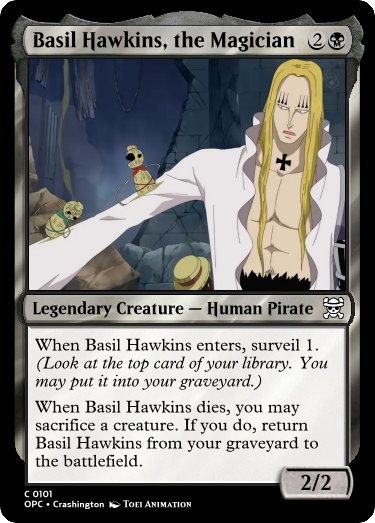 Basil Hawkins, the Magician 2
Legendary Creature — Human Pirate
When Basil Hawkins enters, surveil 1.
(Look at the top card of your library. You
may put it into your graveyard.)
When Basil Hawkins dies, you may
sacrifice a creature. If you do, return
Basil Hawkins from your graveyard to
the battlefield.
2/2
C 0101
OPC • Crashington TOEI ANIMATION